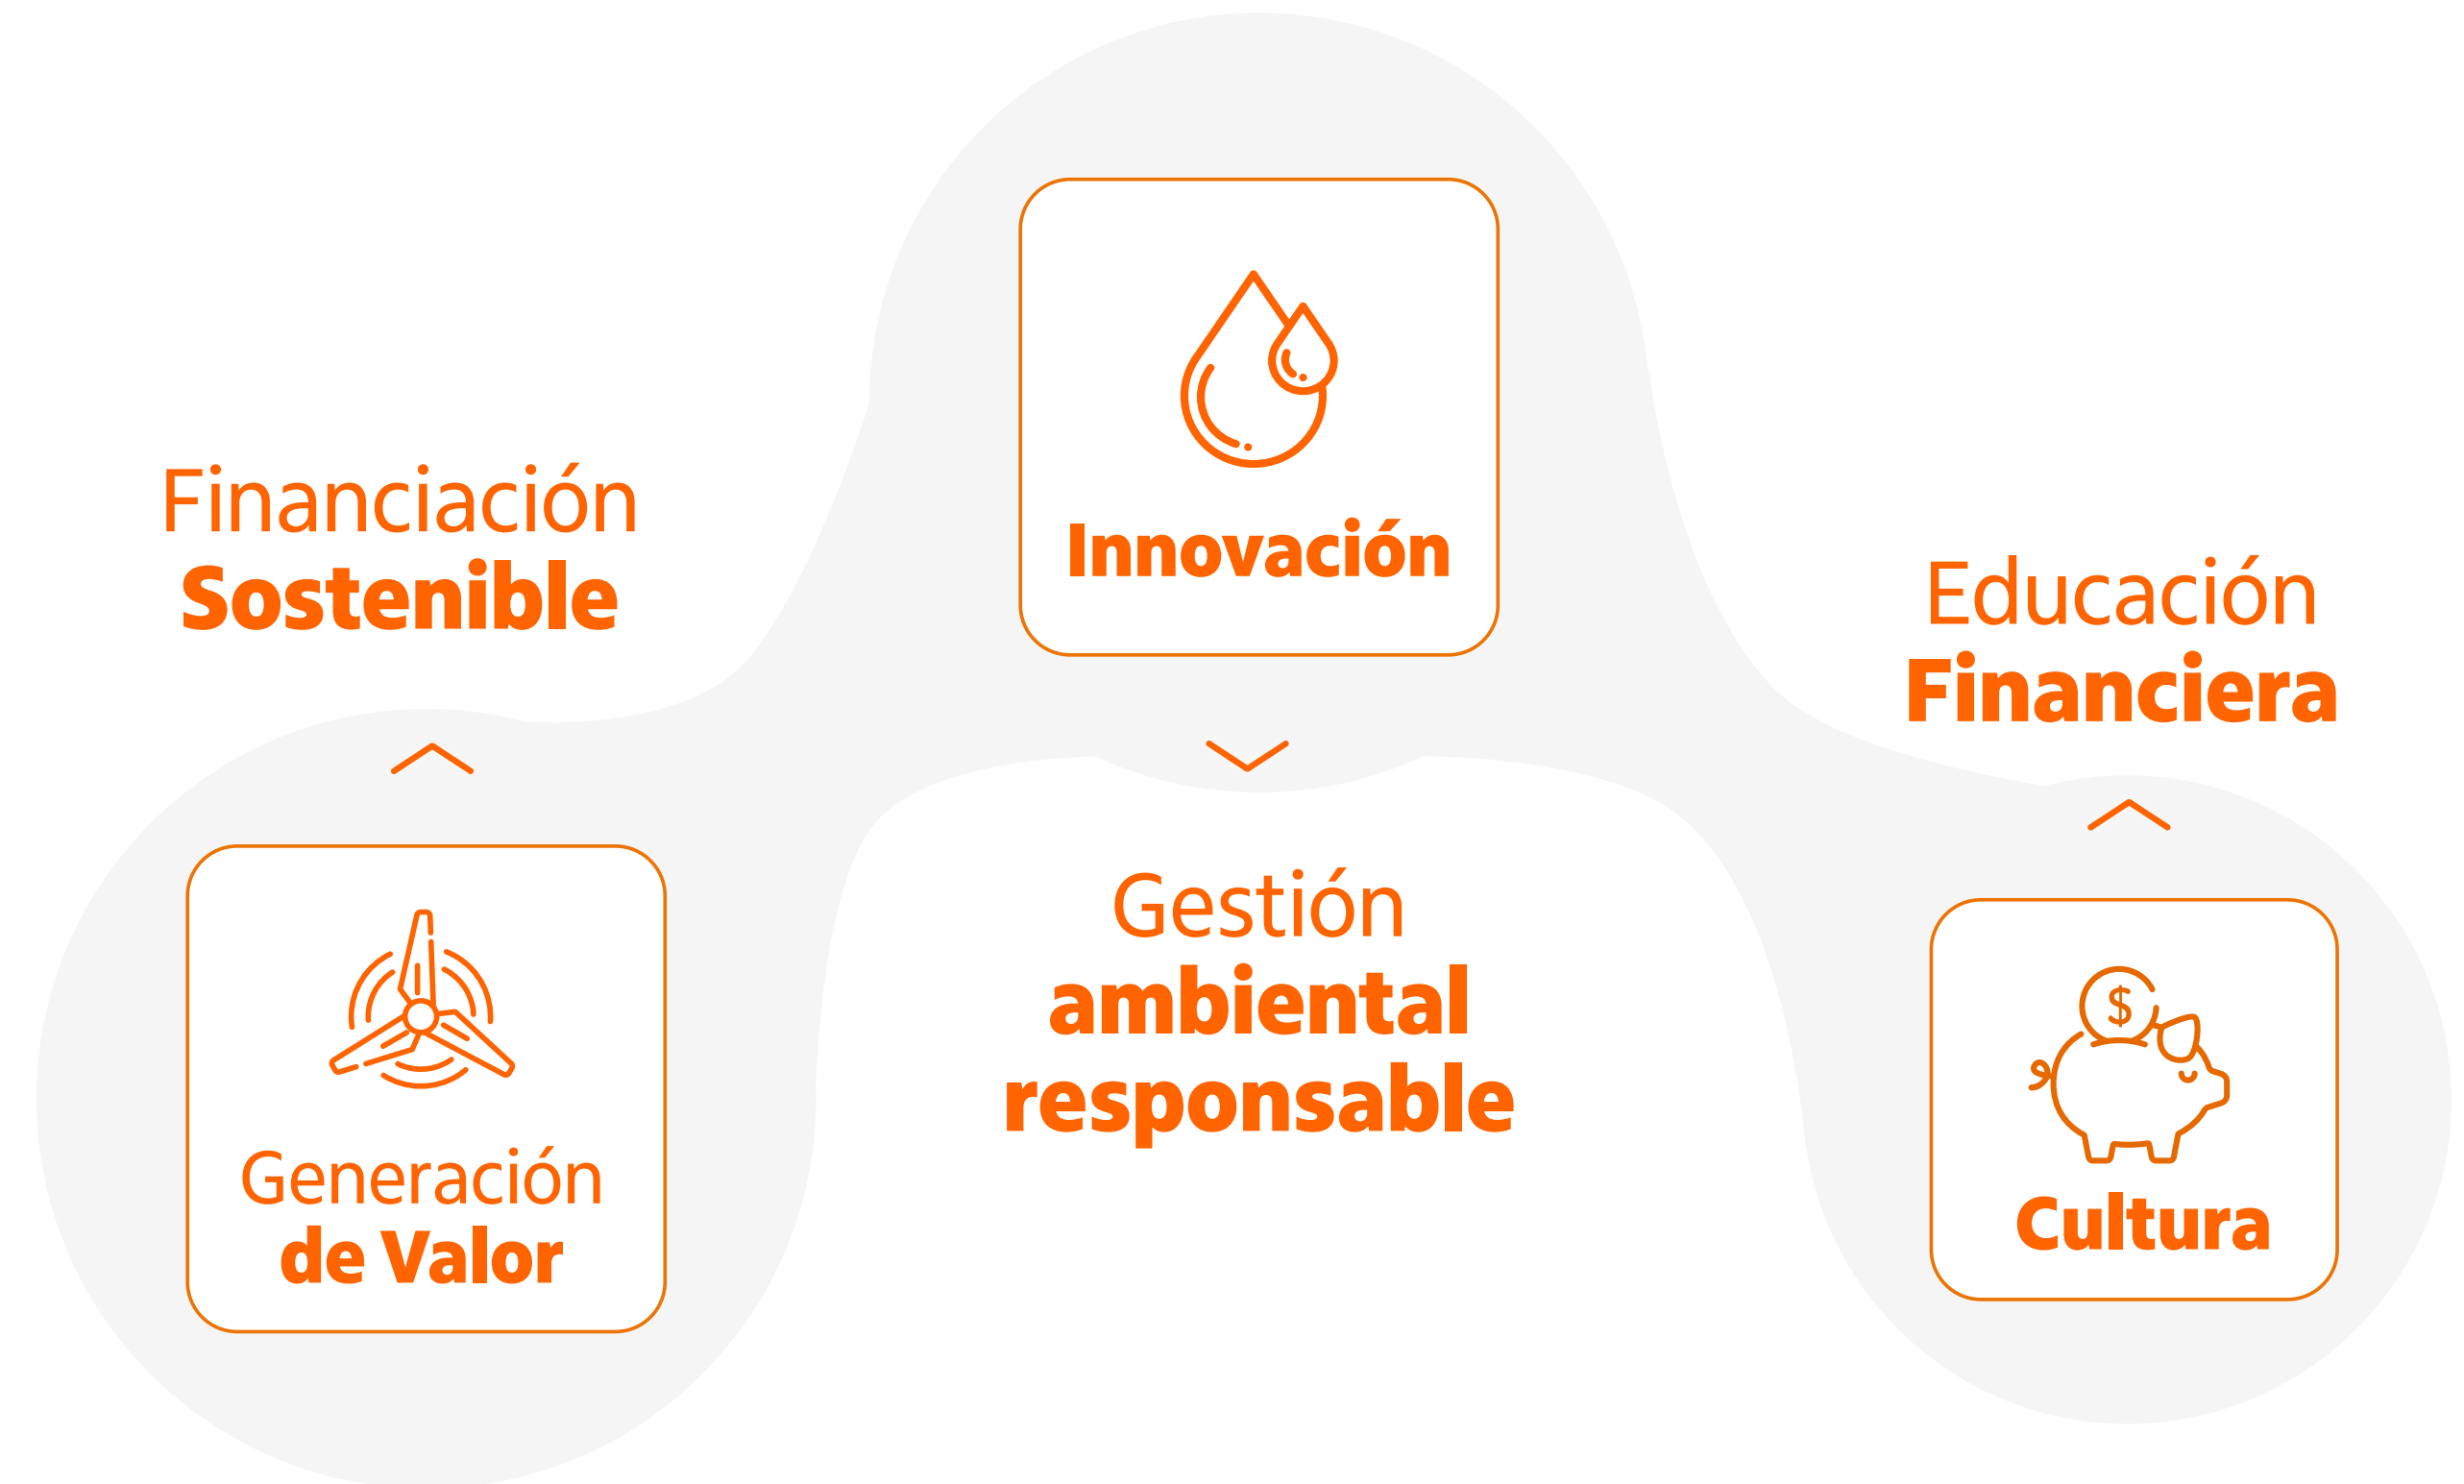 Financiación
Sostenible
Generación
de Valor
Innovación
Gestión
ambiental
responsable
Educación
Financiera
$
Cultura